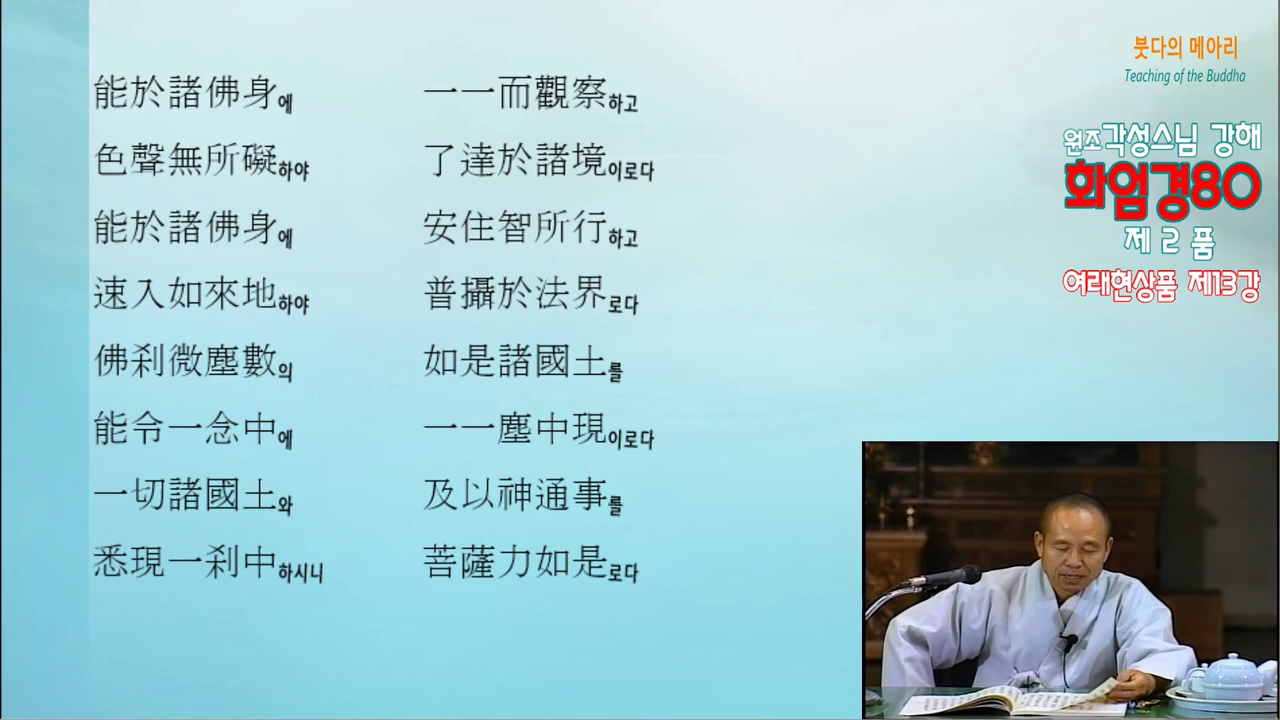 能於諸佛身에 一一而觀察하고
色聲無所礙하야 了達於諸境이로다
能於諸佛身에 安住智所行하고
速入如來地하야 普攝於法界로다
佛刹微塵數의 如是諸國土를
能令一念中에 一一塵中現이로다
一切諸國土와 及以神通事를
悉現一刹中하시니 菩薩力如是로다
붓다의 메아리
Teaching of the Buddha
원조각성스님 강해
화엄경80
제 2 품
여래현상품 제13강